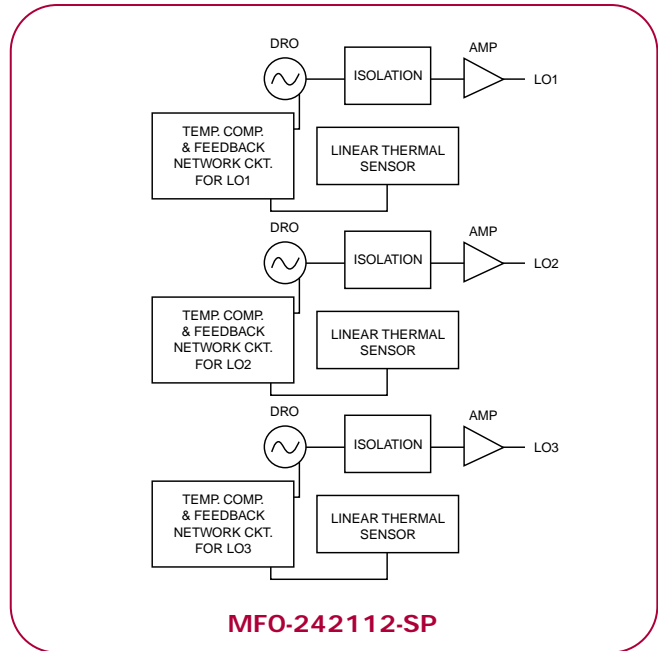 DRO
ISOLATION
AMP
LO1
TEMP. COMP.
& FEEDBACK
NETWORK CKT.
FOR LO1
LINEAR THERMAL
SENSOR
DRO
ISOLATION
AMP
LO2
TEMP. COMP.
& FEEDBACK
NETWORK CKT.
FOR LO2
LINEAR THERMAL
SENSOR
DRO
ISOLATION
AMP
LO3
TEMP. COMP.
& FEEDBACK
NETWORK CKT.
FOR LO3
LINEAR THERMAL
SENSOR
MFO-242112-SP